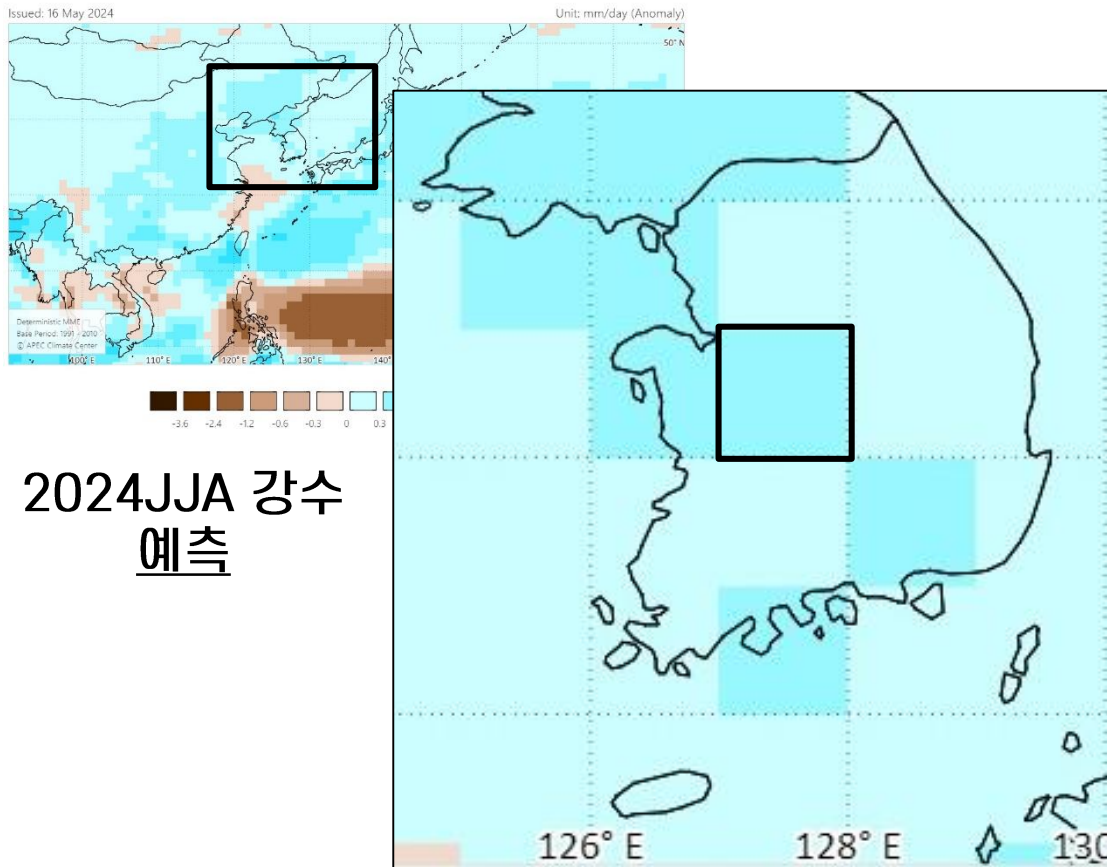 Issued: 16 May 2024
Unit: mm/day (Anomaly)
50° N
Deterministic MME
Base Period: 1991 - 2010
© APEC Climate Center
100° E
110° E
120° E
130° E
140°
-3.6 -2.4 -1.2 -0.6 -0.3 0 0.3
2024JJA 강수
예측
126° E
128° E
130